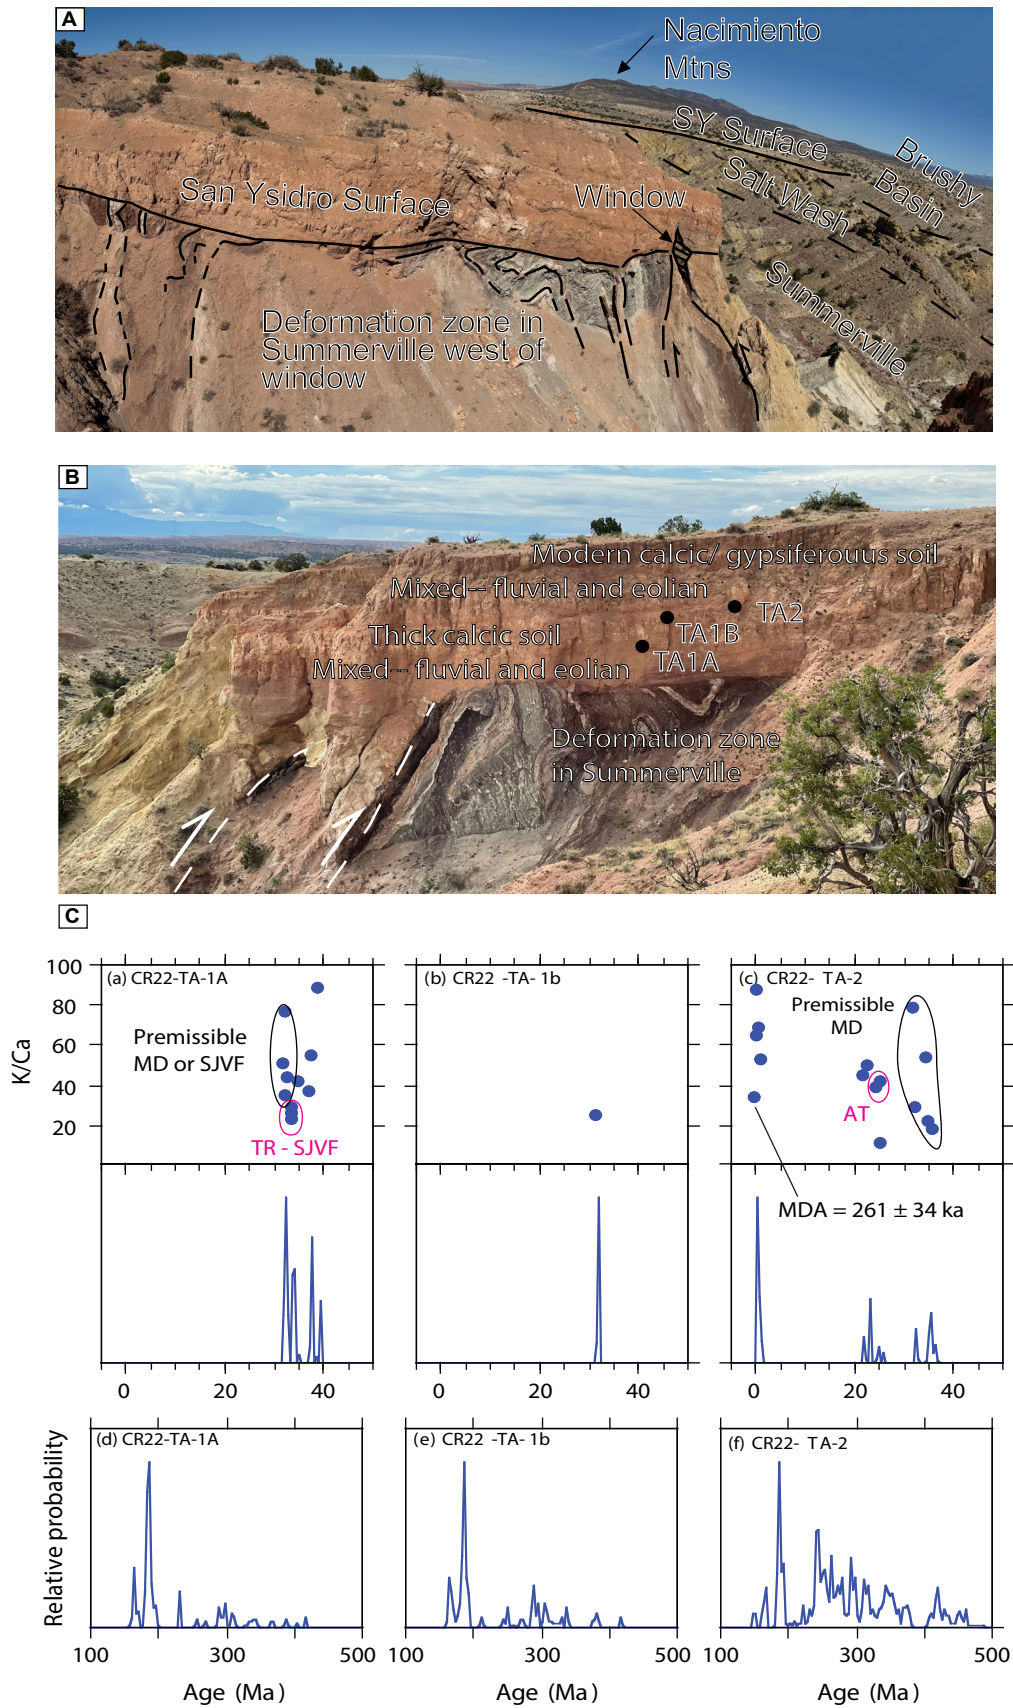 A
Nacimiento
Mtns
SY Surface
Brushy
Basin
Salt Wash
Summerville
San Ysidro Surface
Window
Deformation zone in
Summerville west of
window
B
Modern calcic/ gypsiferouus soil
Mixed-- fluvial and eolian
TA2
TA1B
Thick calcic soil
TA1A
Mixed-- fluvial and eolian
Deformation zone
in Summerville
C
K/Ca
100
80
60
40
20
(a) CR22-TA-1A
Premissible
MD or SJVF
TR - SJVF
(b) CR22 -TA- 1b
(c) CR22- TA-2
Premissible
MD
AT
MDA = 261 ± 34 ka
0 20 40
0 20 40
0 20 40
Relative probability
(d) CR22-TA-1A
(e) CR22 -TA- 1b
(f) CR22- TA-2
100 300 500
100 300 500
100 300 500
Age (Ma)
Age (Ma)
Age (Ma)